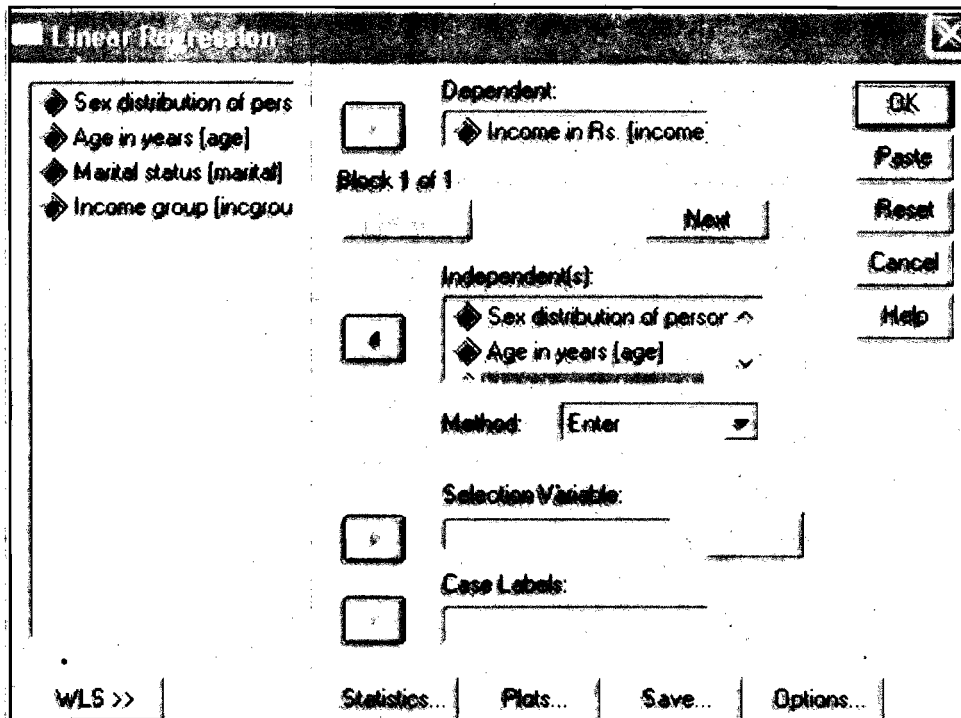 Linear Regression
Sex distribution of pers
Age in years [age]
Marital status [marital]
Income group [incgrou
Dependent:
Income in Rs. [income
Block 1 of 1
Next
Independent(s):
Sex distribution of person
Age in years [age]
Method:
Enter
Selection Variable:
Case Labels:
OK
Paste
Reset
Cancel
Help
WLS >>
Statistics...
Plots...
Save...
Options...